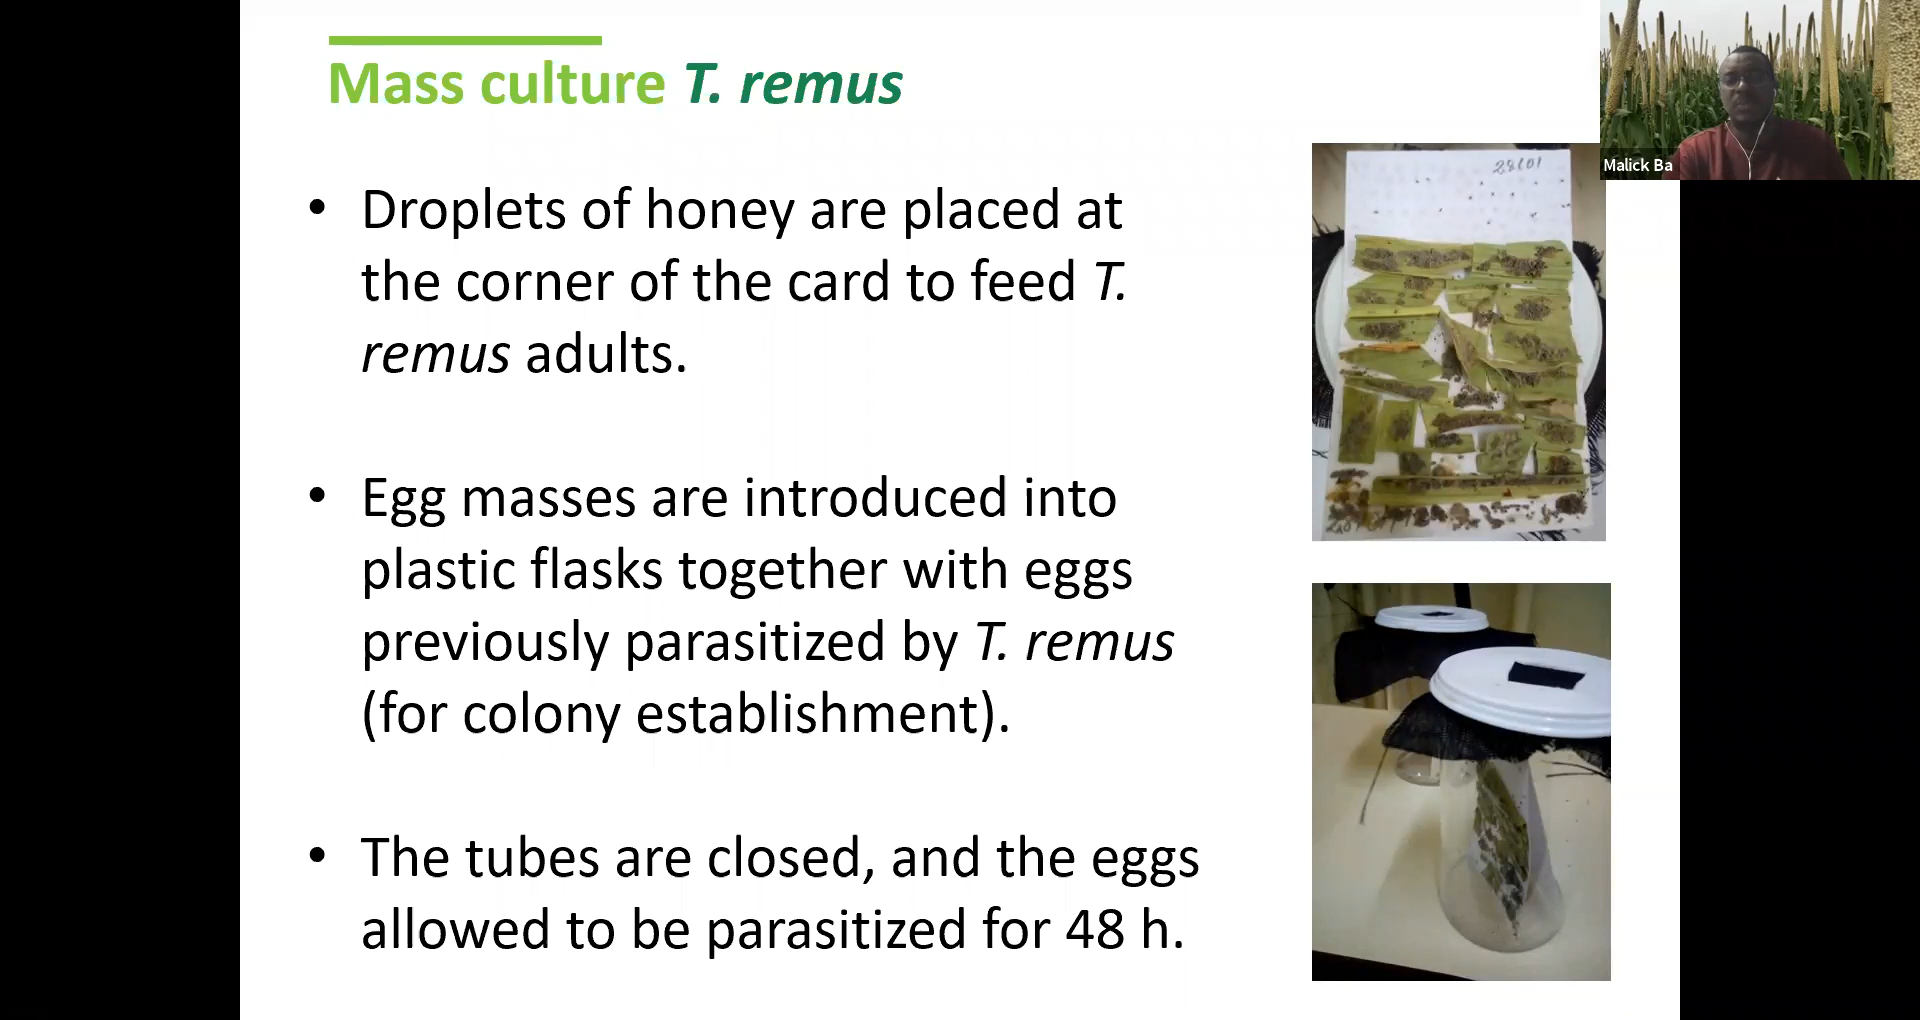 Mass culture T. remus
Malick Ba
28/01
• Droplets of honey are placed at
the corner of the card to feed T.
remus adults.
• Egg masses are introduced into
plastic flasks together with eggs
previously parasitized by T. remus
(for colony establishment).
• The tubes are closed, and the eggs
allowed to be parasitized for 48 h.